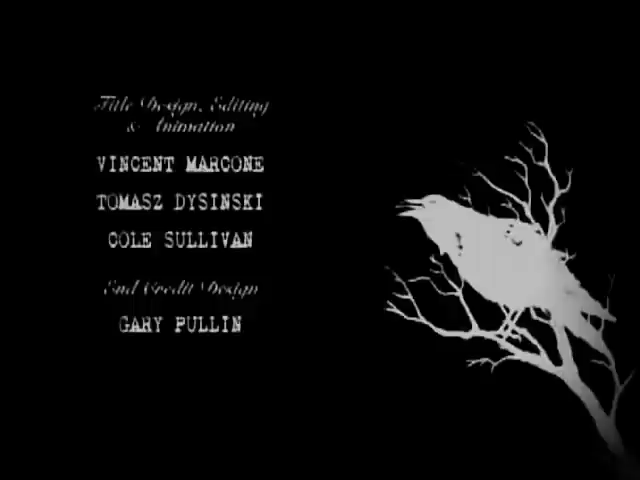 Title Design, Editing
& Animation
VINCENT MARCONE
TOMASZ DYSINSKI
COLE SULLIVAN
End Credit Design
GARY PULLIN